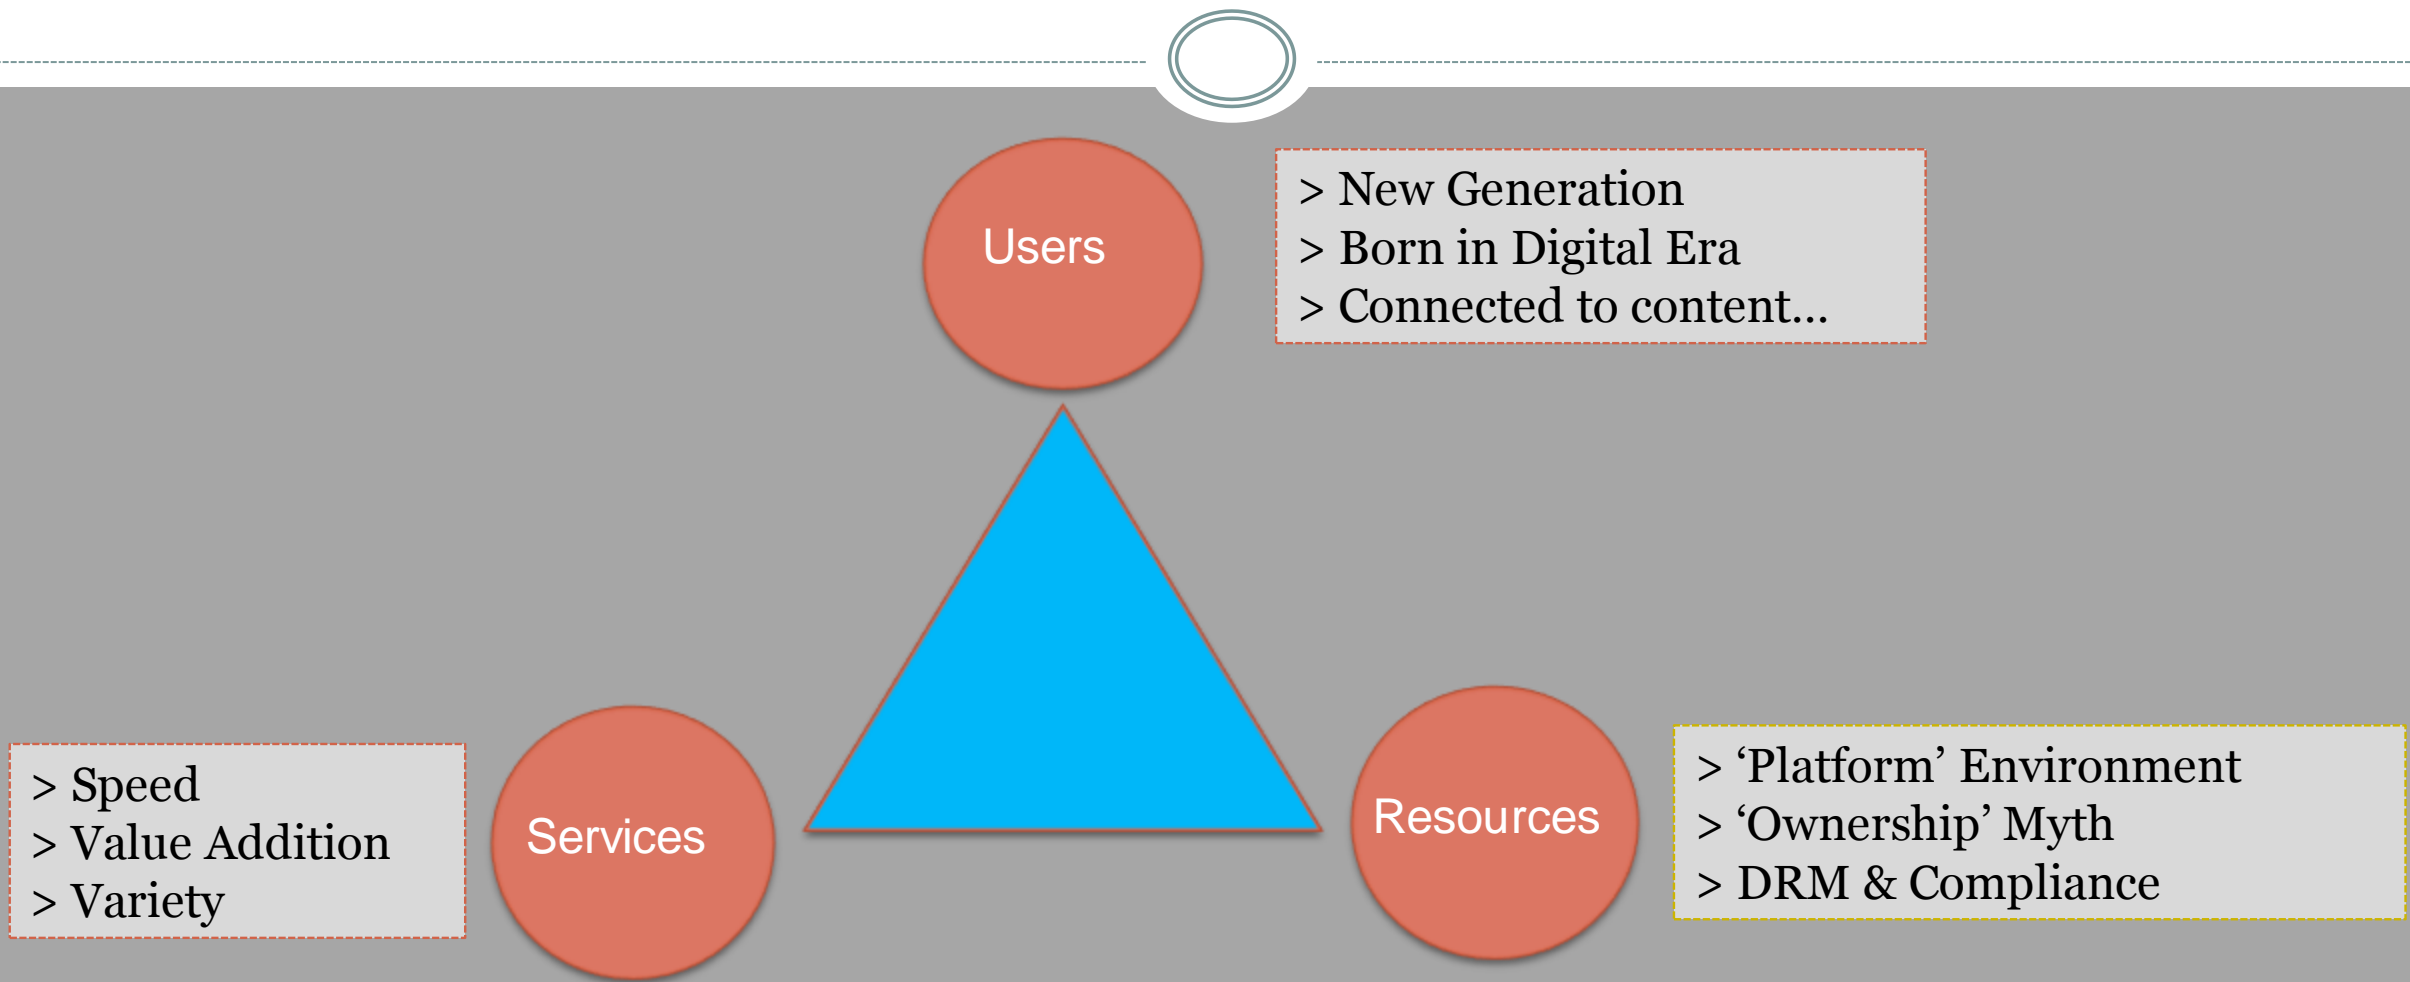 Users
> New Generation
> Born in Digital Era
> Connected to content...
Services
> Speed
> Value Addition
> Variety
Resources
> ‘Platform’ Environment
> ‘Ownership’ Myth
> DRM & Compliance